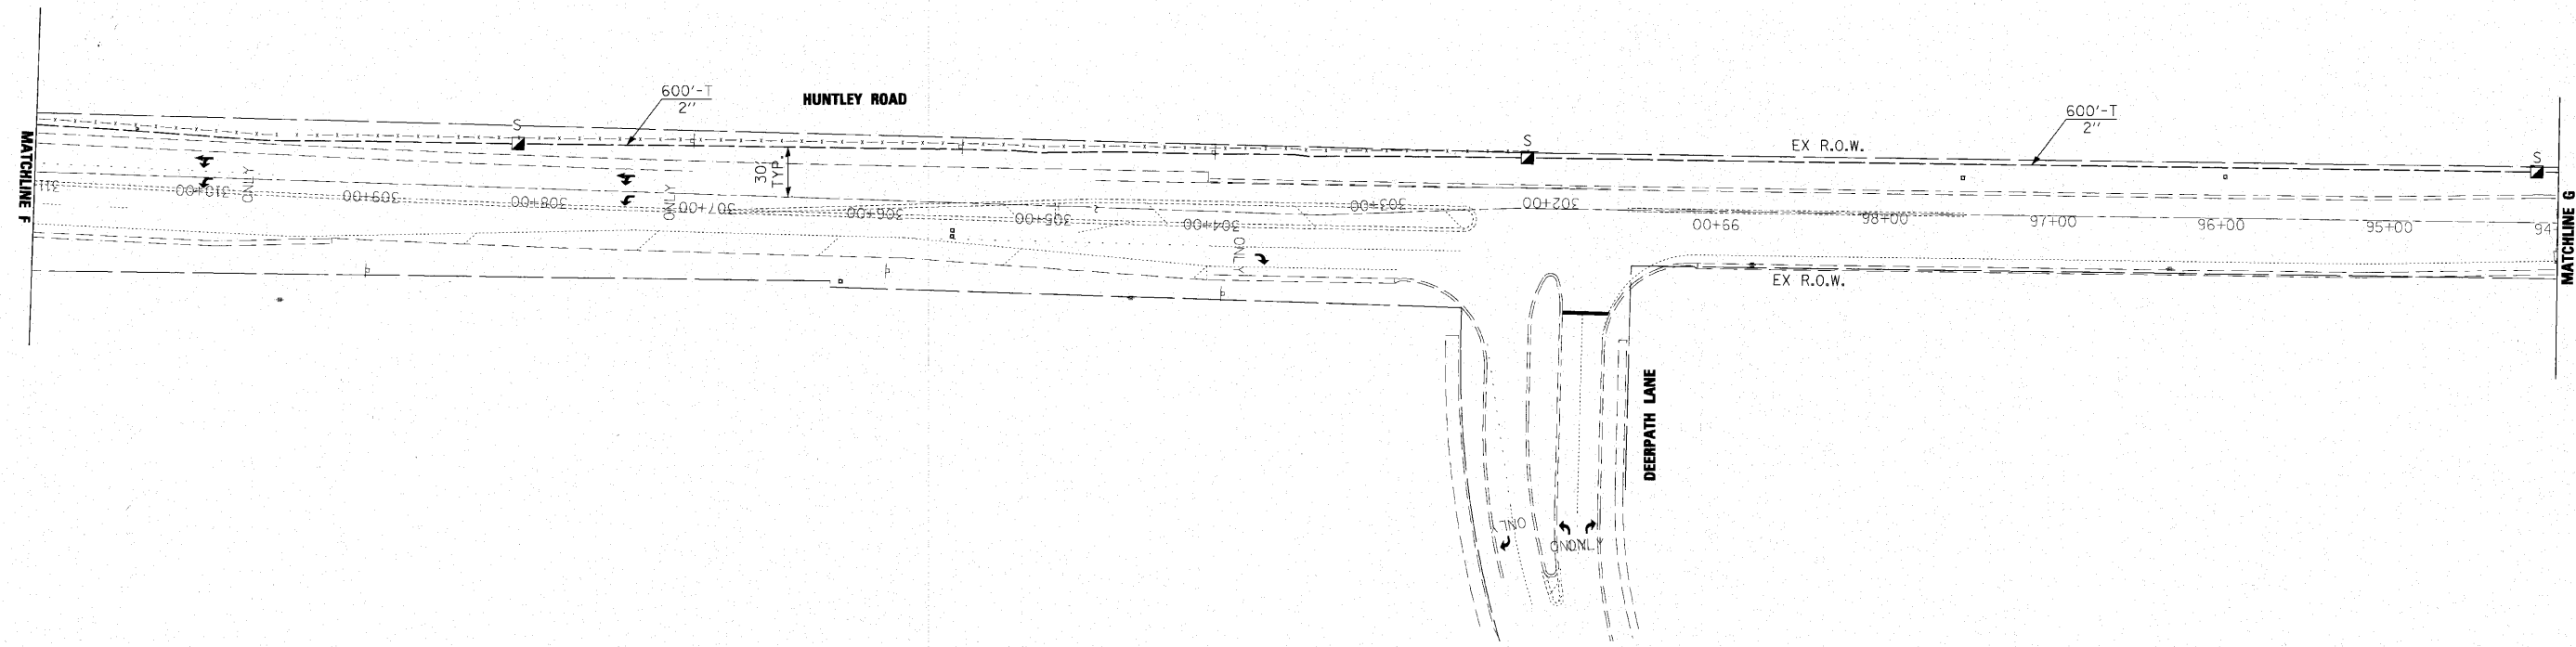 600'-T
2"
HUNTLEY ROAD
600'-T
2"
MATCHLINE F
S
S
EX R.O.W.
S
30'
TYP.
311
310+00
ONLY
309+00
308+00
ONLY
307+00
306+00
305+00
304+00
303+00
302+00
99+00
98+00
97+00
96+00
95+00
94+
MATCHLINE G
ONLY
EX R.O.W.
DEERPATH LANE
ONLY
ONLY